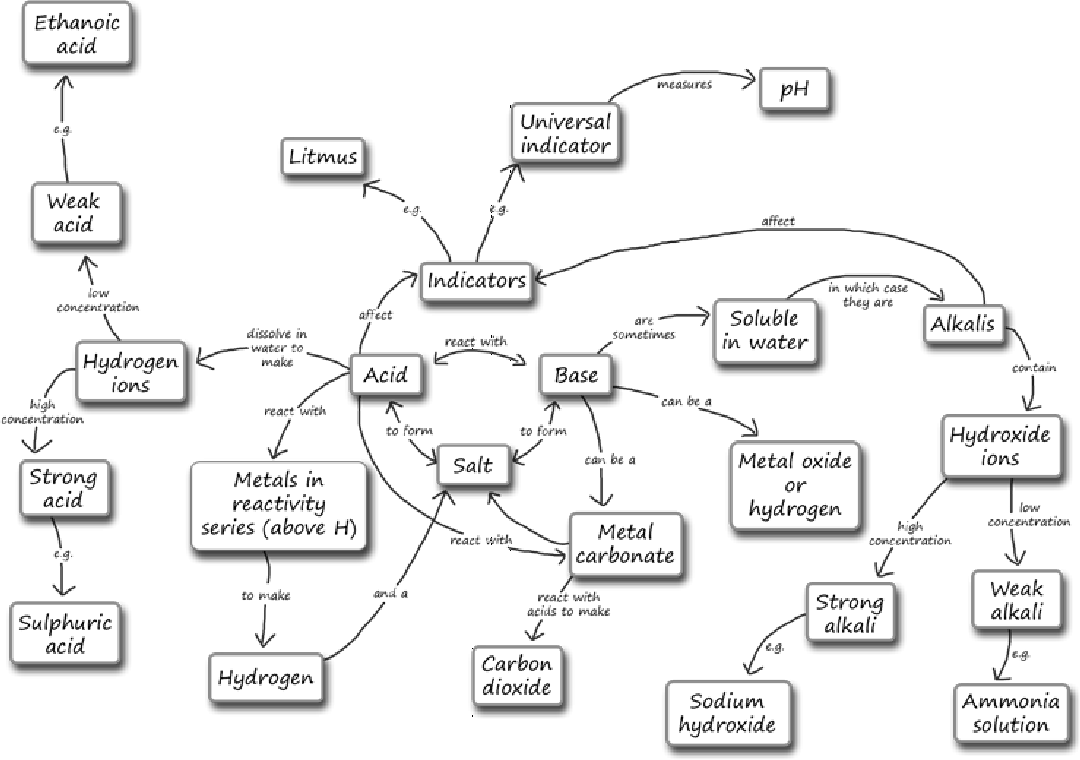 Ethanoic
acid
e.g.
Weak
acid
low
concentration
Hydrogen
ions
high
concentration
Strong
acid
e.g.
Sulphuric
acid
dissolve in
water to
make
Litmus
e.g.
Universal
indicator
e.g.
measures
pH
Indicators
affect
affect
Acid
react with
Base
to form
to form
Salt
react with
Metals in
reactivity
series (above H)
to make
Hydrogen
and a
react with
can be a
Metal
carbonate
react with
acids to make
Carbon
dioxide
are
sometimes
Soluble
in water
in which case
they are
Alkalis
can be a
Metal oxide
or
hydrogen
contain
Hydroxide
ions
high
concentration
Strong
alkali
e.g.
Sodium
hydroxide
low
concentration
Weak
alkali
e.g.
Ammonia
solution